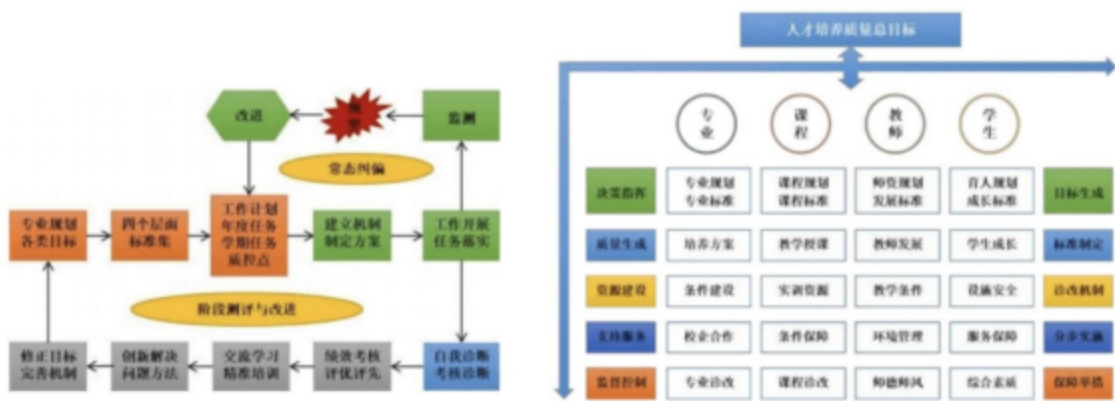 人才培养质量总目标
改进
监测
常态纠偏
专业规划
各类目标
四个层面
标准集
工作计划
年度任务
学期任务
质控点
建立机制
制定方案
工作开展
任务落实
阶段测评与改进
修正目标
完善机制
创新解决
问题方法
交流学习
精准培训
绩效考核
评优评先
自我诊断
考核诊断
专业
课程
教师
学生
决策指挥
专业规划
专业标准
课程规划
课程标准
师资规划
发展标准
育人规划
成长标准
目标生成
质量生成
培养方案
教学授课
教师发展
学生成长
标准制定
资源建设
条件建设
实训资源
教学条件
设施安全
诊改机制
支持服务
校企合作
条件保障
环境管理
服务保障
分步实施
监督控制
专业诊改
课程诊改
师德师风
综合素质
保障举措